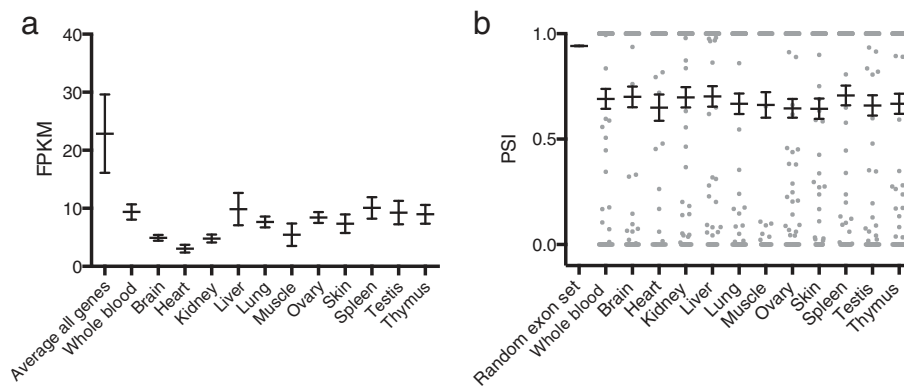 a
40
30
20
10
0
FPKM
Average all genes
Whole blood
Brain
Heart
Kidney
Liver
Lung
Muscle
Ovary
Skin
Spleen
Testis
Thymus
b
1.0
0.5
0.0
PSI
Random exon set
Whole blood
Brain
Heart
Kidney
Liver
Lung
Muscle
Ovary
Skin
Spleen
Testis
Thymus